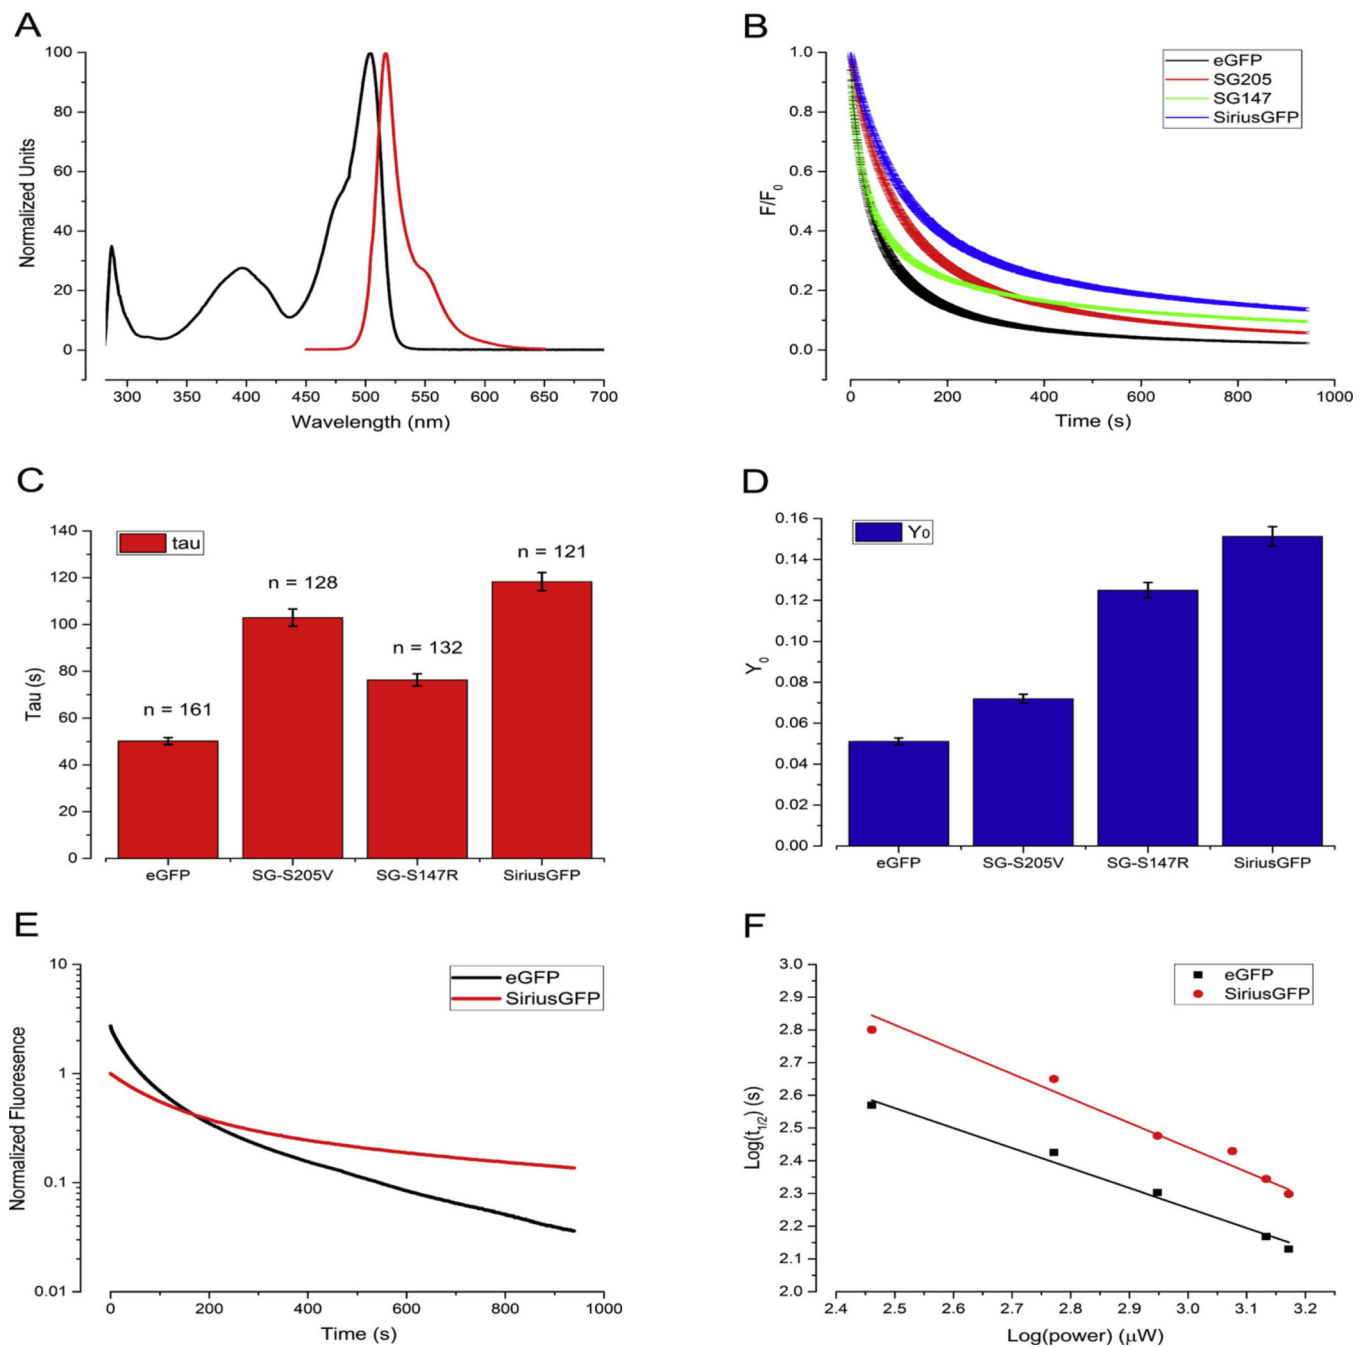 A
100
80
60
40
20
0
Normalized Units
300 350 400 450 500 550 600 650 700
Wavelength (nm)
B
1.0
0.8
0.6
0.4
0.2
0.0
F/F0
eGFP
SG205
SG147
SiriusGFP
0 200 400 600 800 1000
Time (s)
C
140
120
100
80
60
40
20
0
Tau (s)
tau
n = 161
n = 128
n = 132
n = 121
eGFP SG-S205V SG-S147R SiriusGFP
D
0.16
0.14
0.12
0.10
0.08
0.06
0.04
0.02
0.00
Y0
Y0
eGFP SG-S205V SG-S147R SiriusGFP
E
10
1
0.1
0.01
Normalized Fluoresence
eGFP
SiriusGFP
0 200 400 600 800 1000
Time (s)
F
3.0
2.9
2.8
2.7
2.6
2.5
2.4
2.3
2.2
2.1
2.0
Log(t1/2) (s)
eGFP
SiriusGFP
2.4 2.5 2.6 2.7 2.8 2.9 3.0 3.1 3.2
Log(power) (μW)